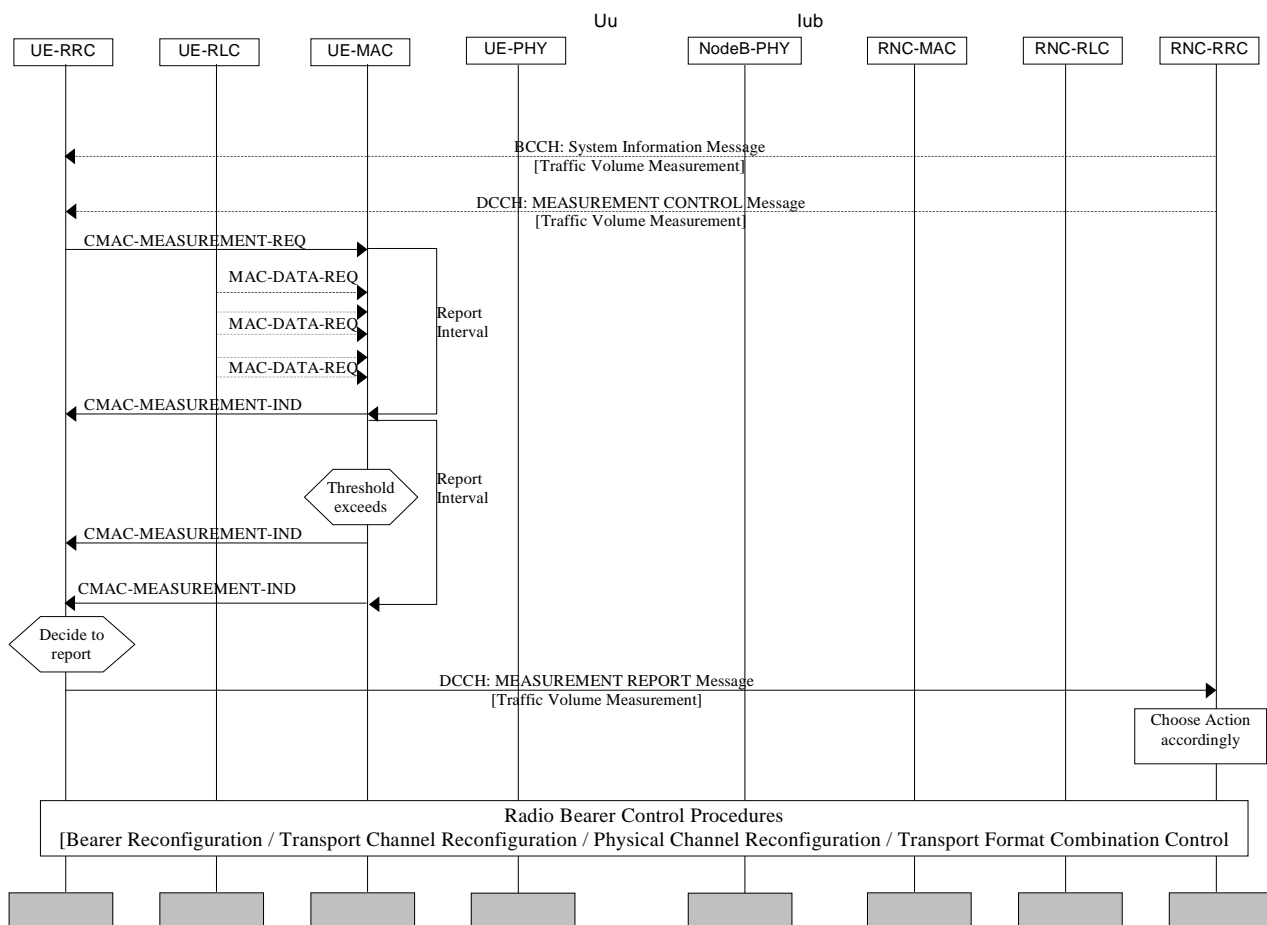 Uu Iub
UE-RRC UE-RLC UE-MAC UE-PHY NodeB-PHY RNC-MAC RNC-RLC RNC-RRC
BCCH: System Information Message
[Traffic Volume Measurement]
DCCH: MEASUREMENT CONTROL Message
[Traffic Volume Measurement]
CMAC-MEASUREMENT-REQ
MAC-DATA-REQ
MAC-DATA-REQ
MAC-DATA-REQ
Report
Interval
CMAC-MEASUREMENT-IND
Threshold
exceeds
Report
Interval
CMAC-MEASUREMENT-IND
CMAC-MEASUREMENT-IND
Decide to
report
DCCH: MEASUREMENT REPORT Message
[Traffic Volume Measurement]
Choose Action
accordingly
Radio Bearer Control Procedures
[Bearer Reconfiguration / Transport Channel Reconfiguration / Physical Channel Reconfiguration / Transport Format Combination Control